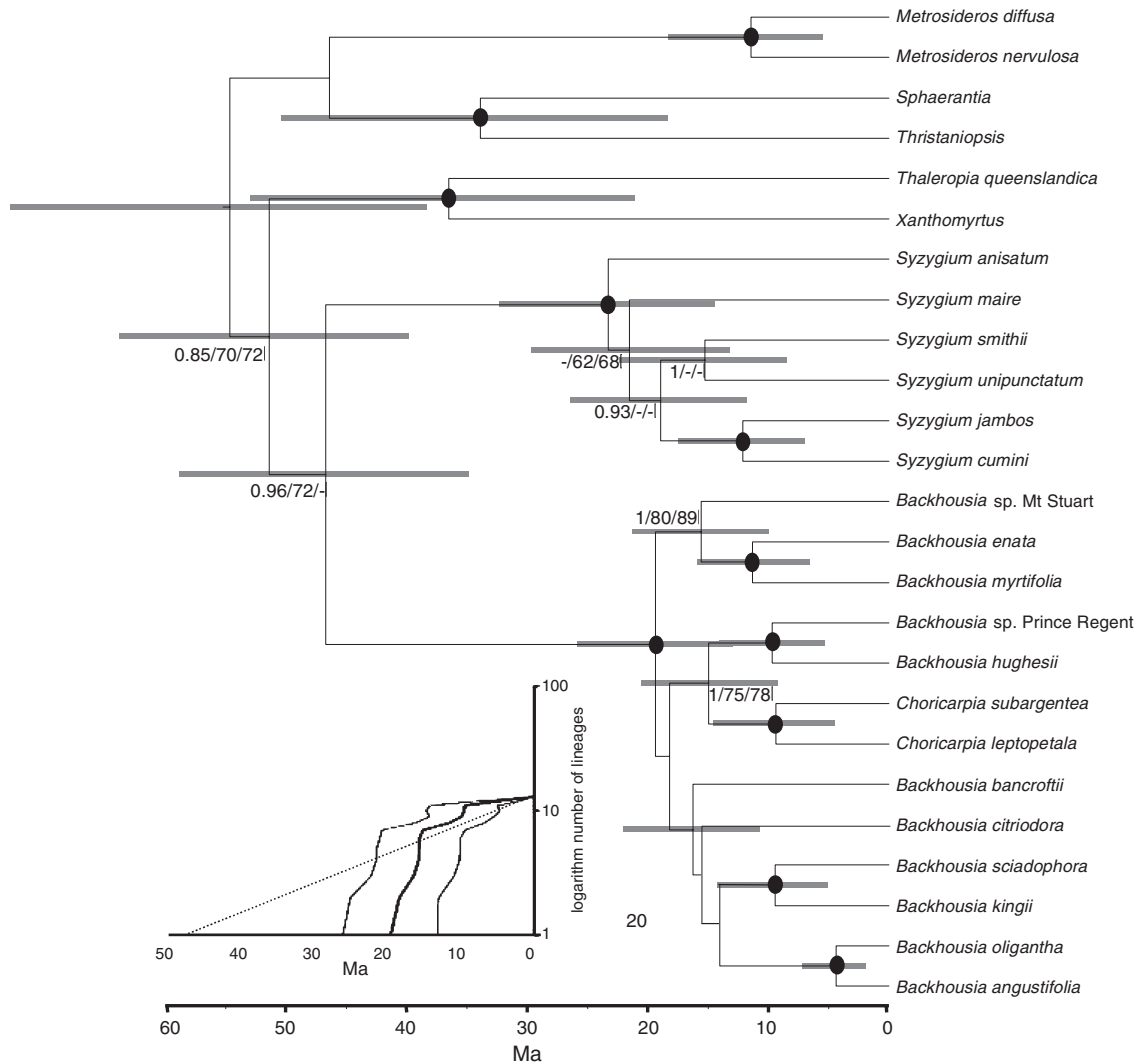 Metrosideros diffusa
Metrosideros nervulosa
Sphaerantia
Thristaniopsis
Thaleropia queenslandica
Xanthomyrtus
Syzygium anisatum
Syzygium maire
Syzygium smithii
Syzygium unipunctatum
Syzygium jambos
Syzygium cumini
Backhousia sp. Mt Stuart
Backhousia enata
Backhousia myrtifolia
Backhousia sp. Prince Regent
Backhousia hughesii
Choricarpia subargentea
Choricarpia leptopetala
Backhousia bancroftii
Backhousia citriodora
Backhousia sciadophora
Backhousia kingii
Backhousia oligantha
Backhousia angustifolia
0.85/70/72
-/62/68
1/-/-
0.93/-/-
0.96/72/-
1/80/89
1/75/78
20
100
10
1
logarithm number of lineages
50 40 30 20 10 0
Ma
60 50 40 30 20 10 0
Ma